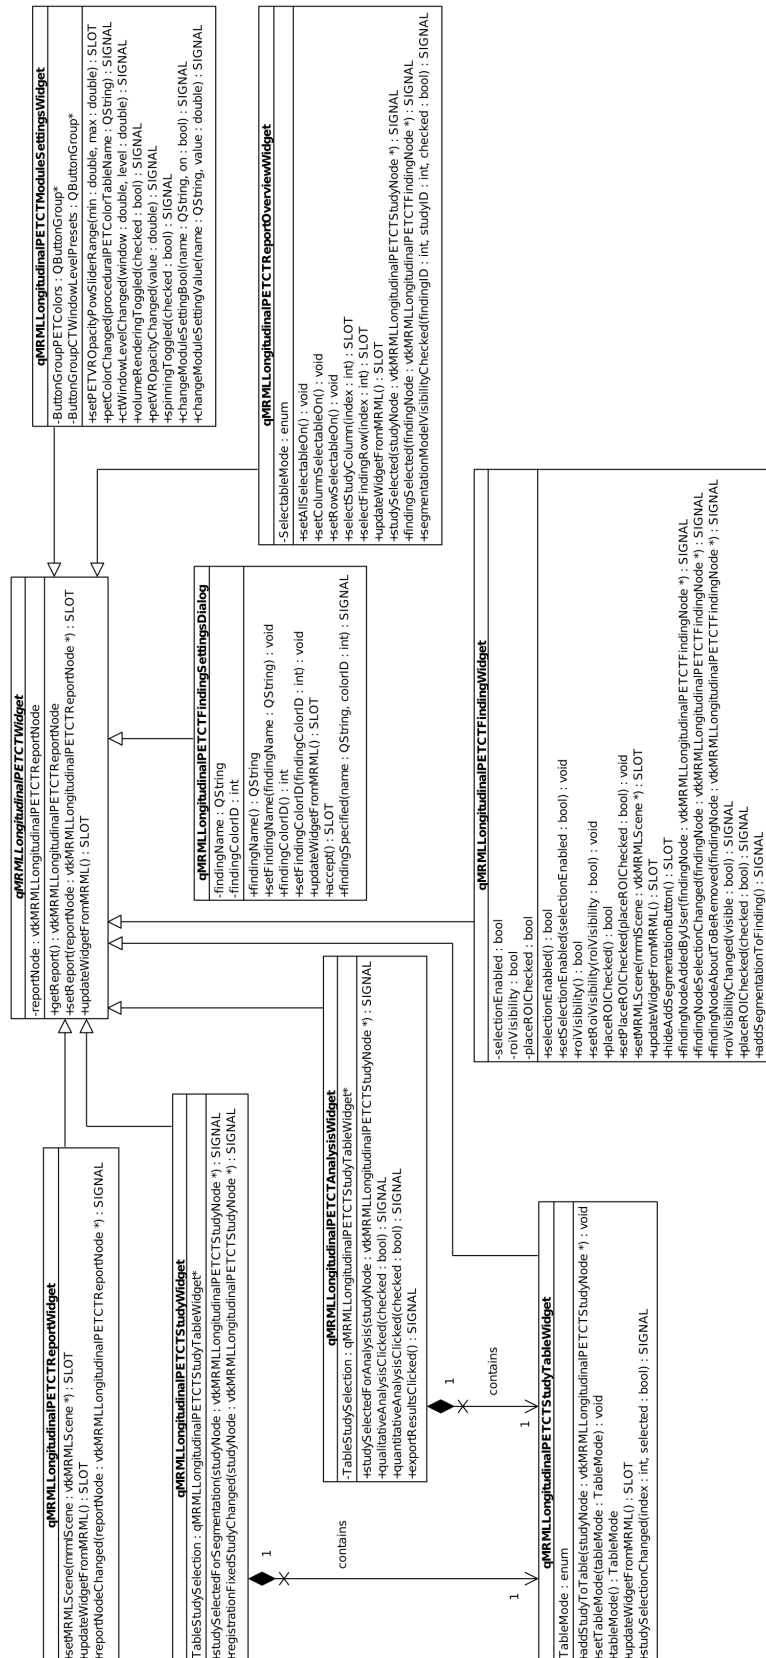 qMRMLLongitudinalPETCTReportWidget
setMRMLScene(mrmlScene : vtkMRMLScene *) : SLOT
updateWidgetFromMRML() : SLOT
reportNodeChanged(reportNode : vtkMRMLLongitudinalPETCTReportNode *) : SIGNAL
qMRMLLongitudinalPETCTStudyWidget
TableStudySelection : qMRMLLongitudinalPETCTStudyTableWidget*
studySelectedForSegmentation(studyNode : vtkMRMLLongitudinalPETCTStudyNode *) : SIGNAL
registrationFixedStudyChanged(studyNode : vtkMRMLLongitudinalPETCTStudyNode *) : SIGNAL
1
contains
1
qMRMLLongitudinalPETCTAnalysisWidget
-TableStudySelection : qMRMLLongitudinalPETCTStudyTableWidget*
+studySelectedForAnalysis(studyNode : vtkMRMLLongitudinalPETCTStudyNode *) : SIGNAL
+qualitativeAnalysisClicked(checked : bool) : SIGNAL
+quantitativeAnalysisClicked(checked : bool) : SIGNAL
+exportResultsClicked() : SIGNAL
1
contains
1
qMRMLLongitudinalPETCTStudyTableWidget
TableMode : enum
addStudyToTable(studyNode : vtkMRMLLongitudinalPETCTStudyNode *) : void
setTableMode(tableMode : TableMode) : void
tableMode() : TableMode
updateWidgetFromMRML() : SLOT
studySelectionChanged(index : int, selected : bool) : SIGNAL
qMRMLLongitudinalPETCTWidget
-reportNode : vtkMRMLLongitudinalPETCTReportNode
+getReport() : vtkMRMLLongitudinalPETCTReportNode
+setReport(reportNode : vtkMRMLLongitudinalPETCTReportNode *) : SLOT
+updateWidgetFromMRML() : SLOT
qMRMLLongitudinalPETCTFindingSettingsDialog
-findingName : QString
-findingColorID : int
+findingName() : QString
+setFindingName(findingName : QString) : void
+findingColorID() : int
+setFindingColorID(findingColorID : int) : void
+updateWidgetFromMRML() : SLOT
+accept() : SLOT
+findingSpecified(name : QString, colorID : int) : SIGNAL
qMRMLLongitudinalPETCTFindingWidget
-selectionEnabled : bool
-roiVisibility : bool
-placeROIChecked : bool
+selectionEnabled() : bool
+setSelectionEnabled(selectionEnabled : bool) : void
+roiVisibility() : bool
+setRoiVisibility(roiVisibility : bool) : void
+placeROIChecked() : bool
+setPlaceROIChecked(placeROIChecked : bool) : void
+setMRMLScene(mrmlScene : vtkMRMLScene *) : SLOT
+updateWidgetFromMRML() : SLOT
+hideAddSegmentationButton() : SLOT
+findingNodeAddedByUser(findingNode : vtkMRMLLongitudinalPETCTFindingNode *) : SIGNAL
+findingNodeSelectionChanged(findingNode : vtkMRMLLongitudinalPETCTFindingNode *) : SIGNAL
+findingNodeAboutToBeRemoved(findingNode : vtkMRMLLongitudinalPETCTFindingNode *) : SIGNAL
+roiVisibilityChanged(visible : bool) : SIGNAL
+placeROIChecked(checked : bool) : SIGNAL
+addSegmentationToFinding() : SIGNAL
qMRMLLongitudinalPETCTModuleSettingsWidget
-ButtonGroupPETColors : QButtonGroup*
-ButtonGroupCTWindowLevelPresets : QButtonGroup*
+setPETVROpacityPowSliderRange(min : double, max : double) : SLOT
+petColorChanged(proceduralPETColorTableName : QString) : SIGNAL
+ctWindowLevelChanged(window : double, level : double) : SIGNAL
+volumeRenderingToggled(checked : bool) : SIGNAL
+petVROpacityChanged(value : double) : SIGNAL
+spinningToggled(checked : bool) : SIGNAL
+changeModuleSettingBool(name : QString, on : bool) : SIGNAL
+changeModuleSettingValue(name : QString, value : double) : SIGNAL
qMRMLLongitudinalPETCTReportOverviewWidget
-SelectableMode : enum
+setAllSelectableOn() : void
+setColumnSelectableOn() : void
+setRowSelectableOn() : void
+selectStudyColumn(index : int) : SLOT
+selectFindingRow(index : int) : SLOT
+updateWidgetFromMRML() : SLOT
+studySelected(studyNode : vtkMRMLLongitudinalPETCTStudyNode *) : SIGNAL
+findingSelected(findingNode : vtkMRMLLongitudinalPETCTFindingNode *) : SIGNAL
+segmentationModelVisibilityChecked(findingID : int, studyID : int, checked : bool) : SIGNAL